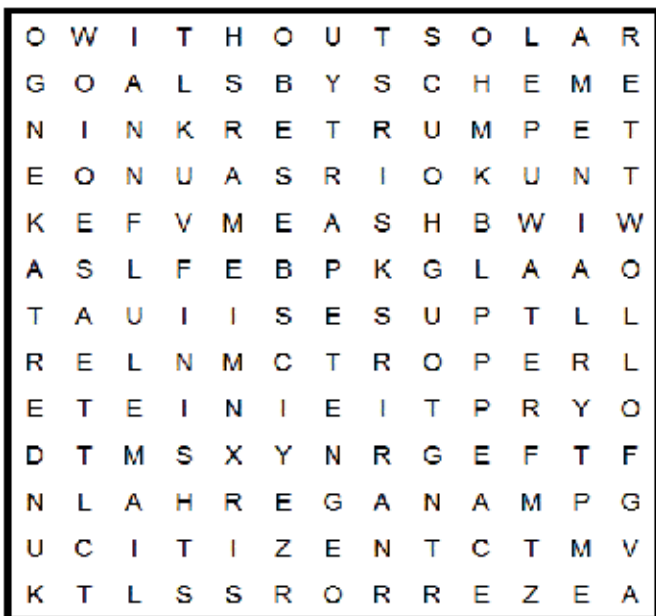 O W I T H O U T S O L A R
G O A L S B Y S C H E M E
N I N K R E T R U M P E T
E O N U A S R I O K U N T
K E F V M E A S H B W I W
A S L F E B P K G L A A O
T A U I I S E S U P T L L
R E L N M C T R O P E R L
E T E I N I E I T P R Y O
D T M S X Y N R G E F T F
N L A H R E G A N A M P G
U C I T I Z E N T C T M V
K T L S S R O R R E Z E A